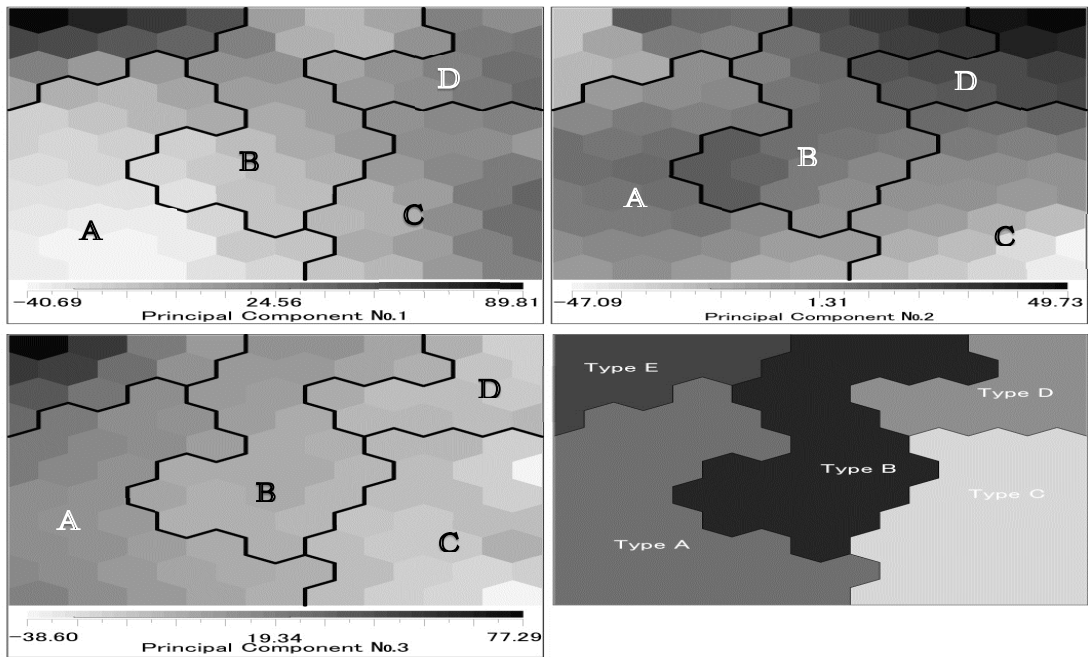 D
B
A
C
−40.69 24.56 89.81
Principal Component No.1
D
B
A
C
−47.09 1.31 49.73
Principal Component No.2
D
B
A
C
−38.60 19.34 77.29
Principal Component No.3
Type E
Type D
Type B
Type C
Type A